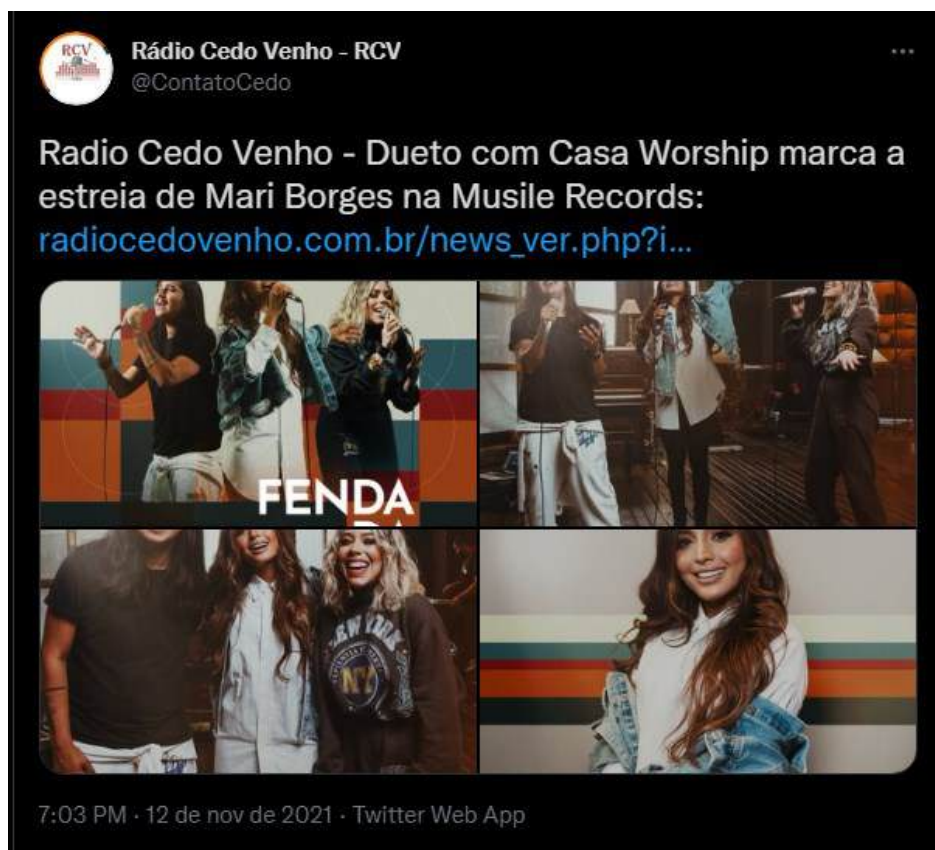 RCV
Rádio Cedo Venho - RCV
@ContatoCedo
Radio Cedo Venho - Dueto com Casa Worship marca a
estreia de Mari Borges na Musile Records:
radiocedovenho.com.br/news_ver.php?i...
FENDA
NEW YORK
NY
7:03 PM · 12 de nov de 2021 · Twitter Web App